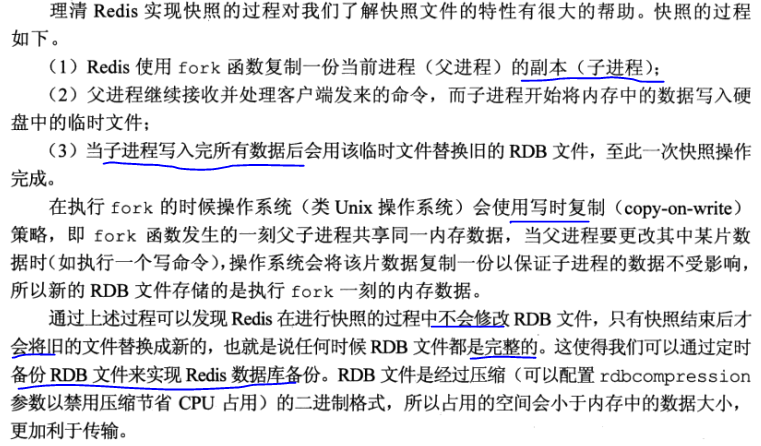 理清 Redis 实现快照的过程对我们了解快照文件的特性有很大的帮助。快照的过程
如下。
（1）Redis 使用 fork 函数复制一份当前进程（父进程）的副本（子进程）；
（2）父进程继续接收并处理客户端发来的命令，而子进程开始将内存中的数据写入硬
盘中的临时文件；
（3）当子进程写入完所有数据后会用该临时文件替换旧的 RDB 文件，至此一次快照操作
完成。
在执行 fork 的时候操作系统（类 Unix 操作系统）会使用写时复制（copy-on-write）
策略，即 fork 函数发生的一刻父子进程共享同一内存数据，当父进程要更改其中某片数
据时（如执行一个写命令），操作系统会将该片数据复制一份以保证子进程的数据不受影响，
所以新的 RDB 文件存储的是执行 fork 一刻的内存数据。
通过上述过程可以发现 Redis 在进行快照的过程中不会修改 RDB 文件，只有快照结束后才
会将旧的文件替换成新的，也就是说任何时候 RDB 文件都是完整的。这使得我们可以通过定时
备份 RDB 文件来实现 Redis 数据库备份。RDB 文件是经过压缩（可以配置 rdbcompression
参数以禁用压缩节省 CPU 占用）的二进制格式，所以占用的空间会小于内存中的数据大小，
更加利于传输。